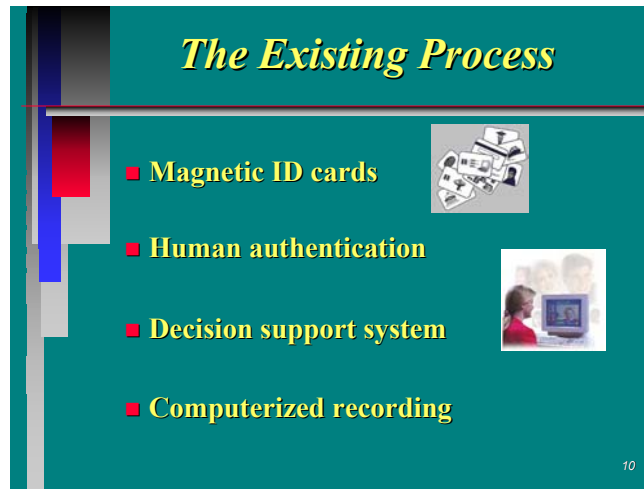 The Existing Process
Magnetic ID cards
Human authentication
Decision support system
Computerized recording
10